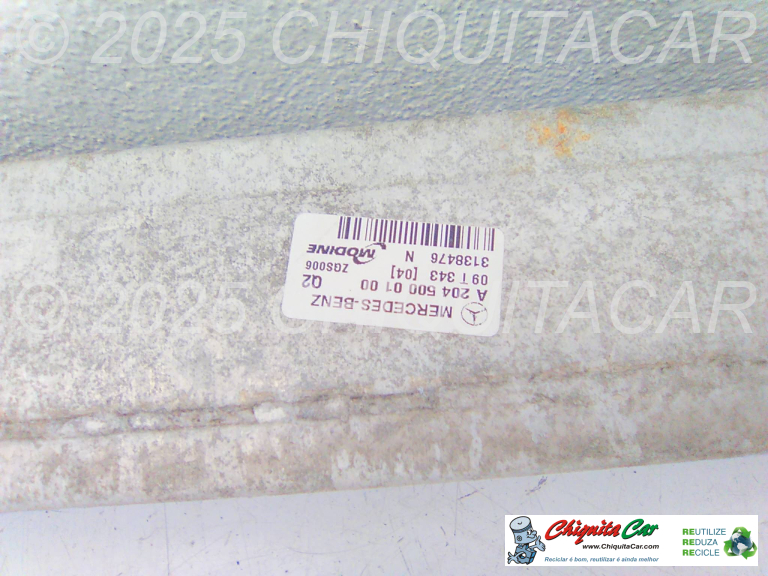 © 2025 CHIQUITACAR
MERCEDES-BENZ
A 204 500 01 00 Q2
09T 343 [04] ZGS006
3138476 N MODINE
© 2025 CHIQUITACAR
Chiquita Car
www.ChiquitaCar.com
Reciclar é bom, reutilizar é ainda melhor
REUTILIZE
REDUZA
RECICLE